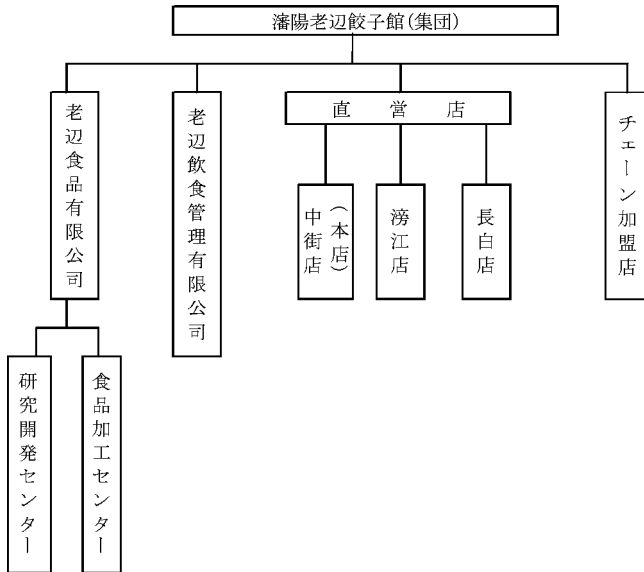 瀋陽老辺餃子館(集団)
老辺食品有限公司
老辺飲食管理有限公司
直営店
チェーン加盟店
中街店
(本店)
滂江店
長白店
研究開発センター
食品加工センター